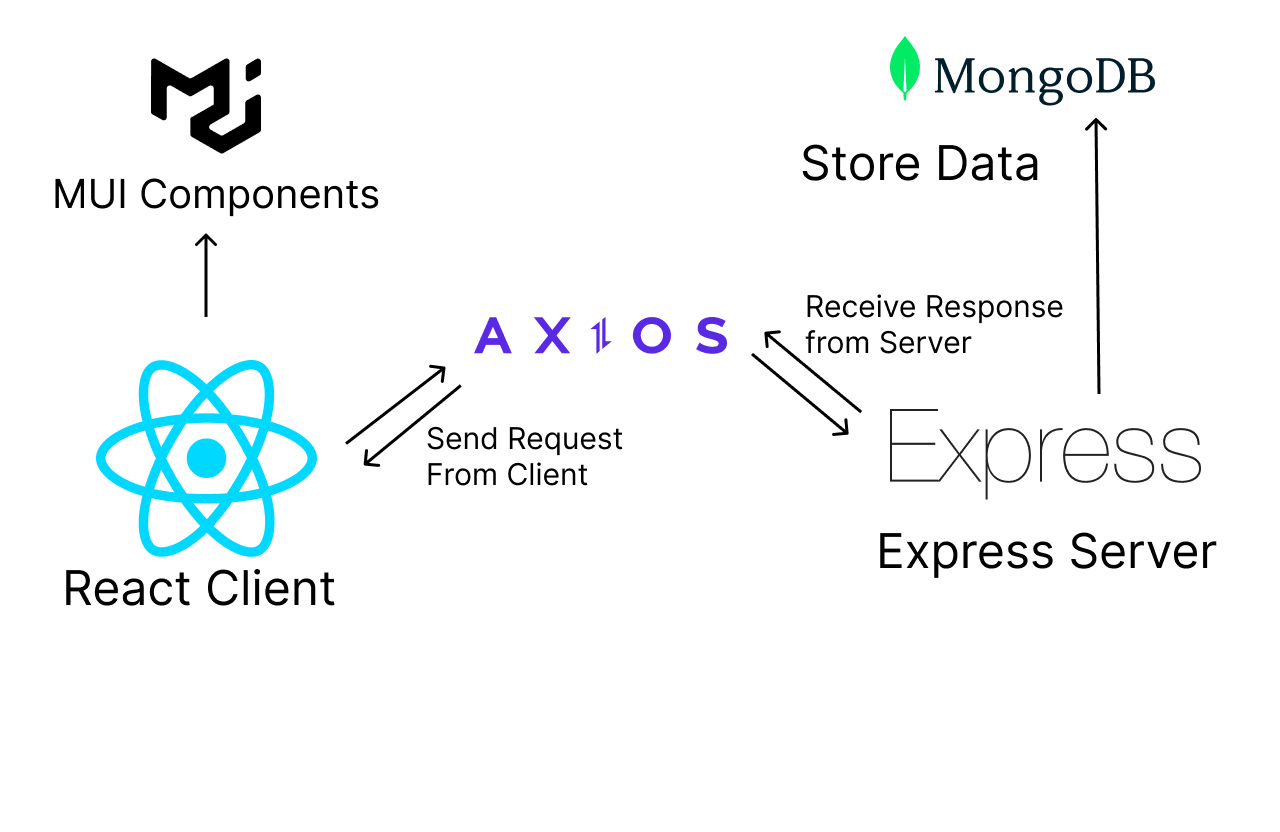 MongoDB
Store Data
MUI Components
AXIOS
Receive Response
from Server
Send Request
From Client
Express
Express Server
React Client